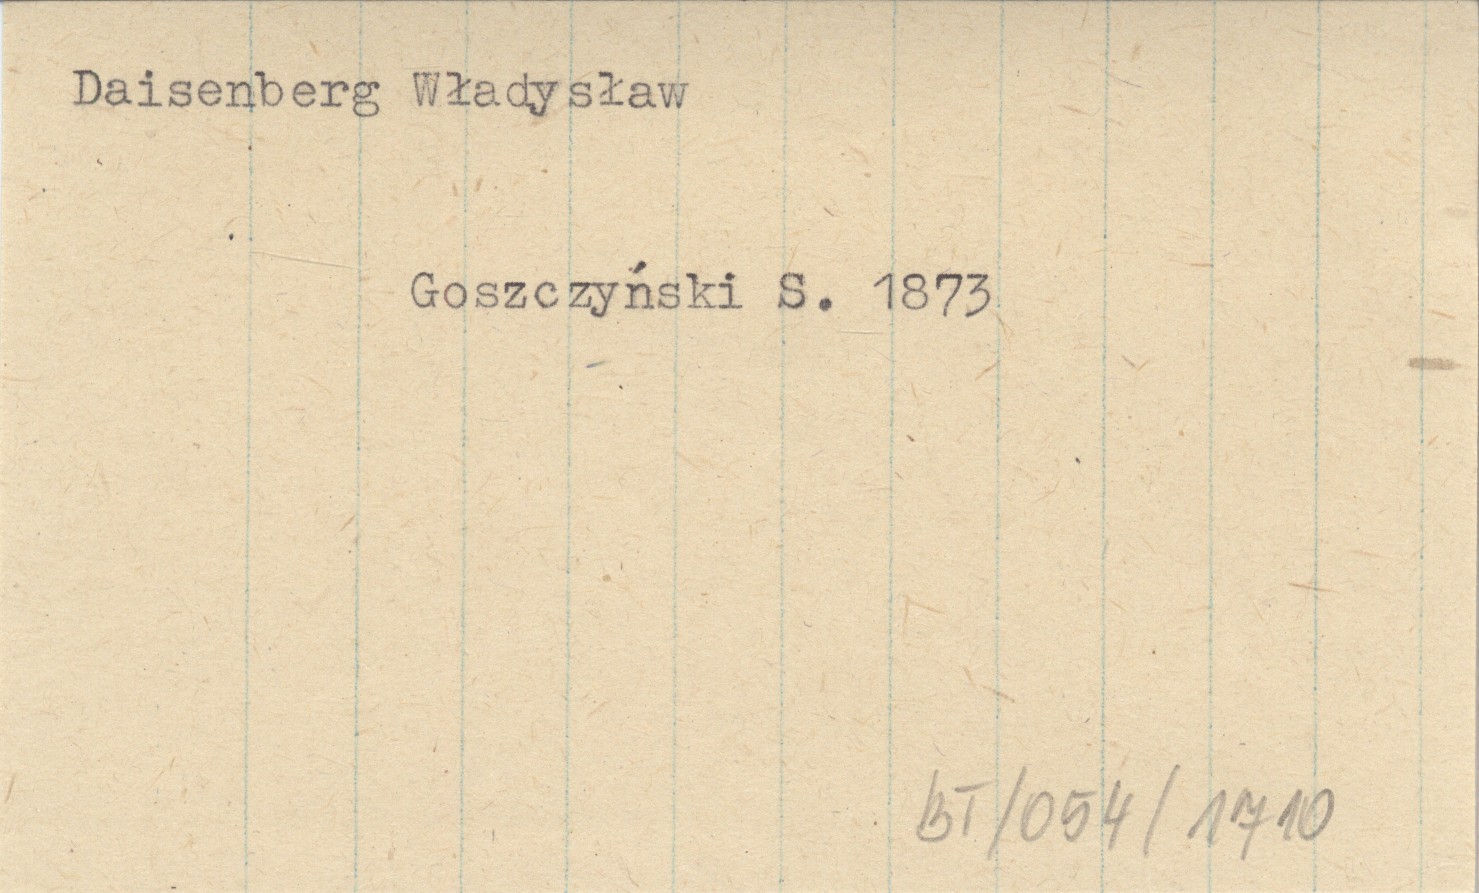 Daisenberg Władysław
Goszczyński S. 1873
BT/054/1710